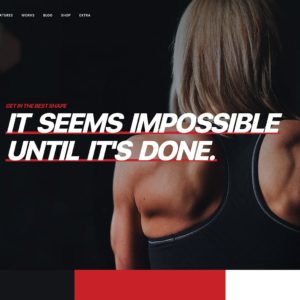 FEATURES WORKS BLOG SHOP EXTRA
GET IN THE BEST SHAPE
IT SEEMS IMPOSSIBLE
UNTIL IT'S DONE.